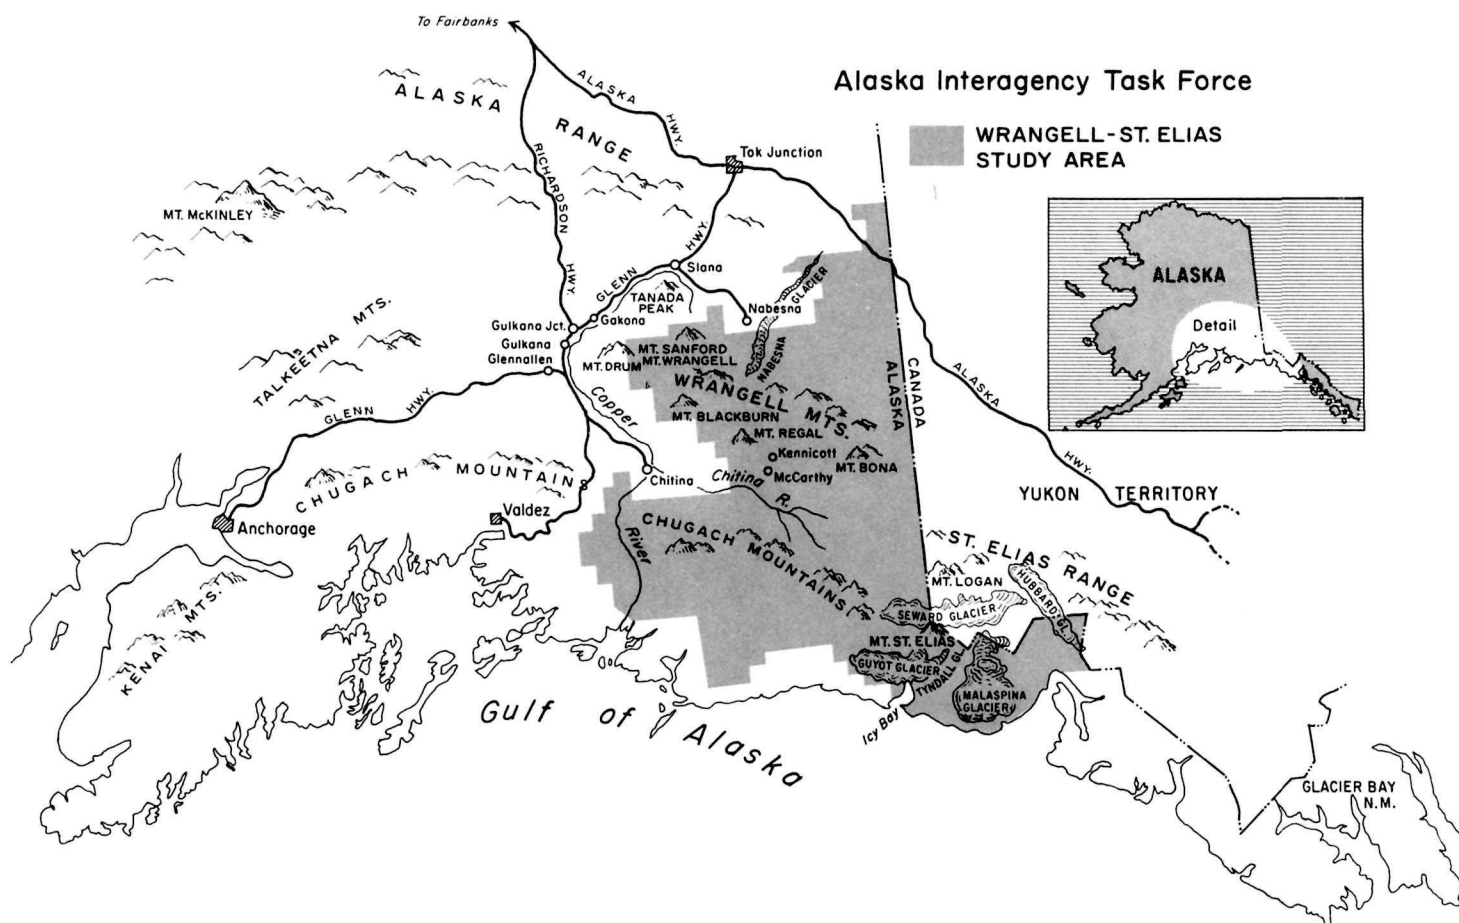 To Fairbanks
Alaska Interagency Task Force
WRANGELL-ST. ELIAS
STUDY AREA
ALASKA
RANGE
ALASKA
HWY.
Tok Junction
RICHARDSON
HWY.
MT. McKINLEY
GLENN
HWY.
Slana
TANADA
PEAK
Nabesna
NABESNA
GLACIER
ALASKA
Detail
Gulkana Jct.
Gakona
Gulkana
Glennallen
TALKEETNA MTS.
GLENN
HWY.
MT. DRUM
MT. SANFORD
MT. WRANGELL
WRANGELL MTS.
MT. BLACKBURN
MT. REGAL
Kennicott
McCarthy
MT. BONA
ALASKA
CANADA
ALASKA
HWY.
YUKON TERRITORY
Copper
River
Chitina
Chitina R.
CHUGACH MOUNTAIN
Anchorage
Valdez
CHUGACH MOUNTAINS
KENAI MTS.
ST. ELIAS RANGE
MT. LOGAN
HUBBARD GL.
SEWARD GLACIER
MT. ST. ELIAS
GUYOT GLACIER
TYNDALL GL.
MALASPINA
GLACIER
Icy Bay
Gulf of Alaska
GLACIER BAY
N.M.